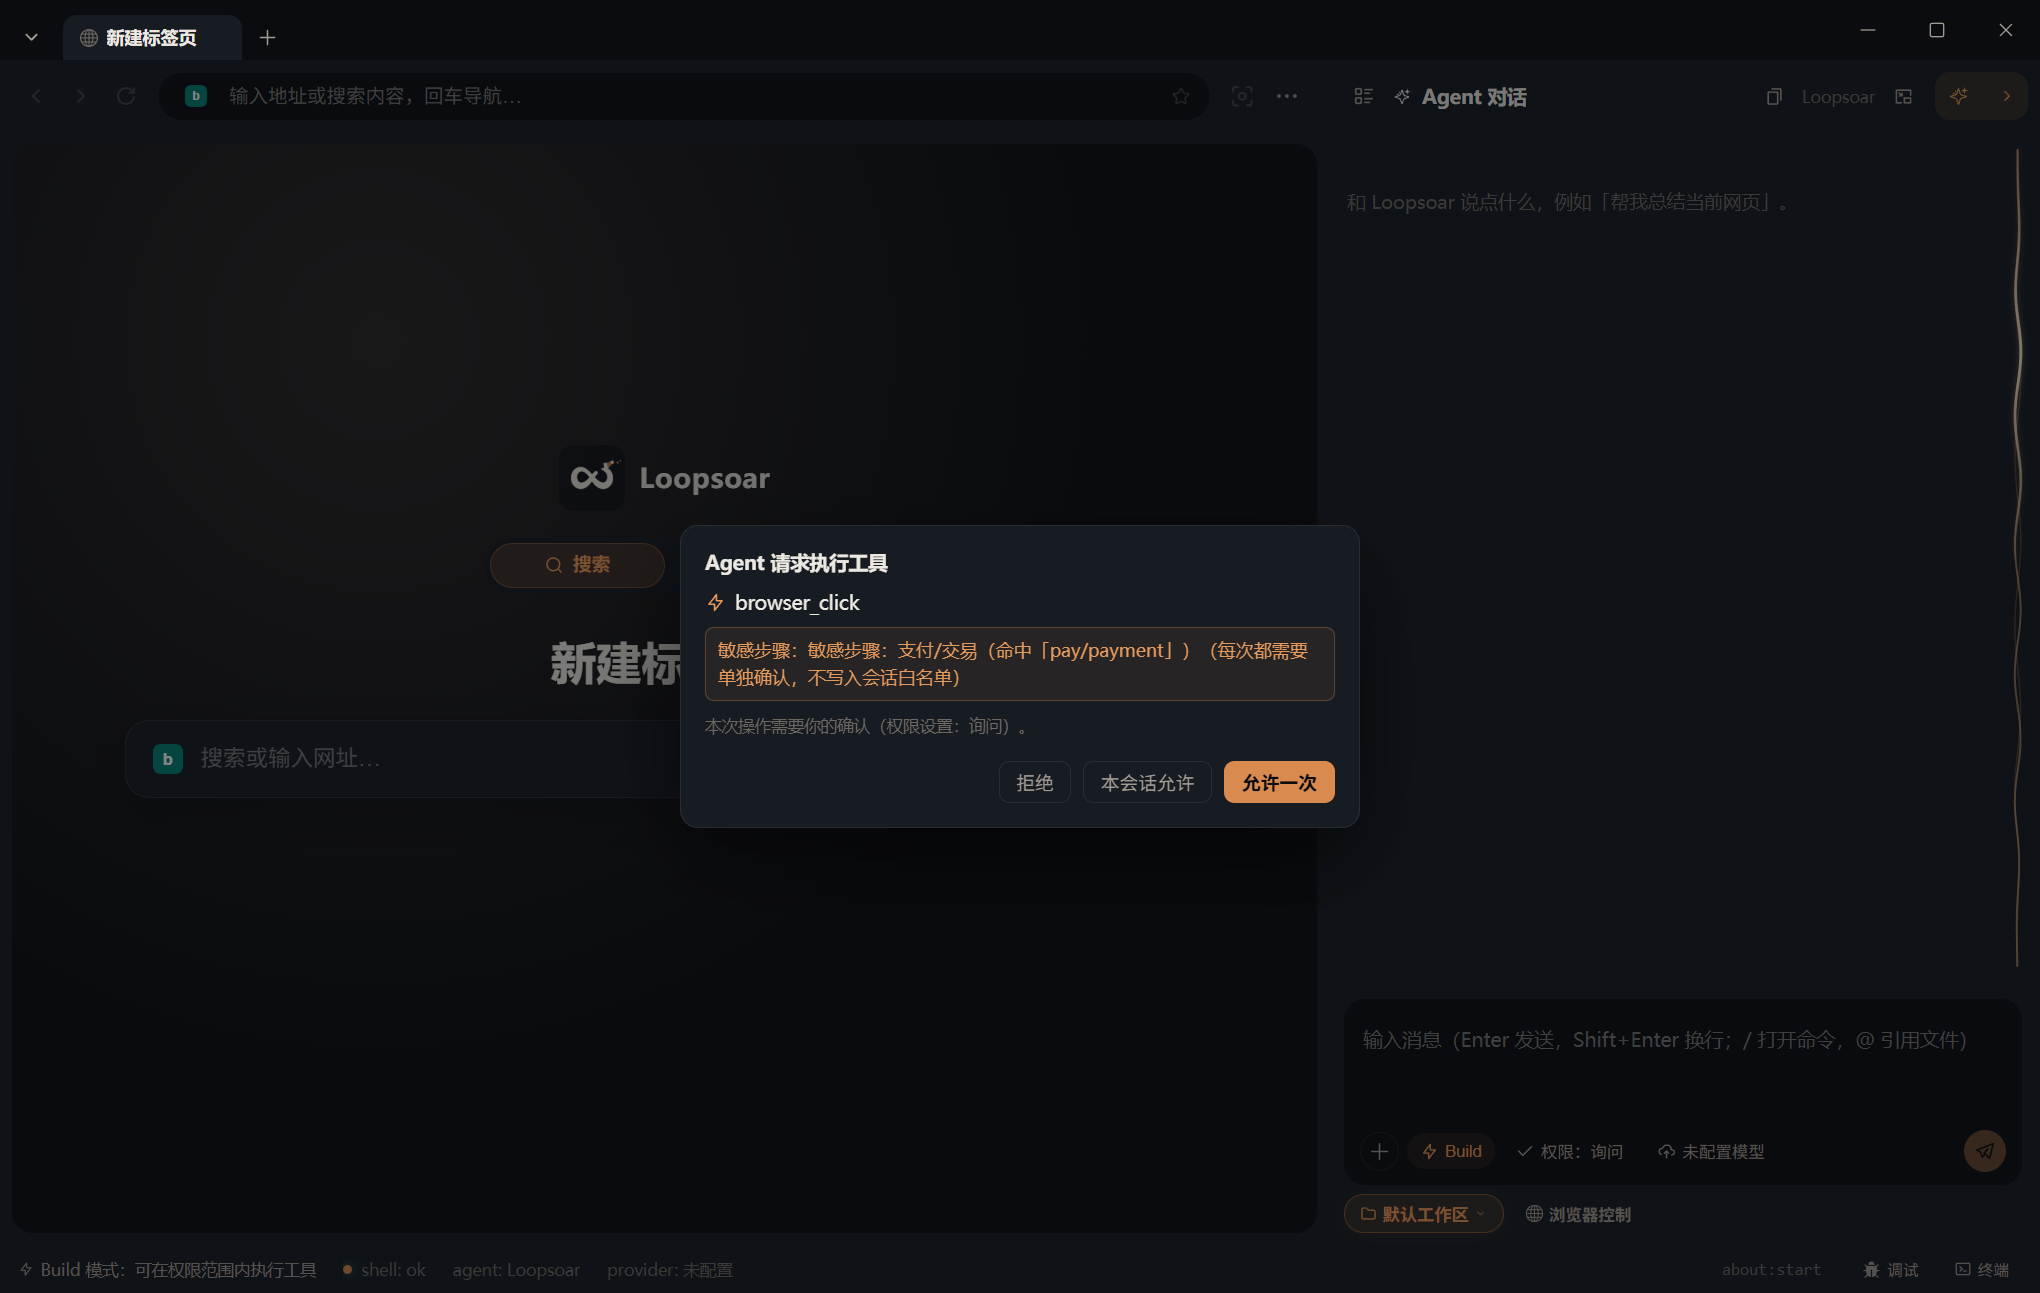 新建标签页
b
输入地址或搜索内容，回车导航...
Agent 对话
Loopsoar
和 Loopsoar 说点什么，例如「帮我总结当前网页」。
Loopsoar
搜索
新建标
b
搜索或输入网址...
Agent 请求执行工具
browser_click
敏感步骤：敏感步骤：支付/交易（命中「pay/payment」）（每次都需要
单独确认，不写入会话白名单）
本次操作需要你的确认（权限设置：询问）。
拒绝
本会话允许
允许一次
输入消息（Enter 发送，Shift+Enter 换行；/ 打开命令，@ 引用文件）
Build
权限：询问
未配置模型
默认工作区
浏览器控制
Build 模式：可在权限范围内执行工具
shell: ok
agent: Loopsoar
provider: 未配置
about:start
调试
终端